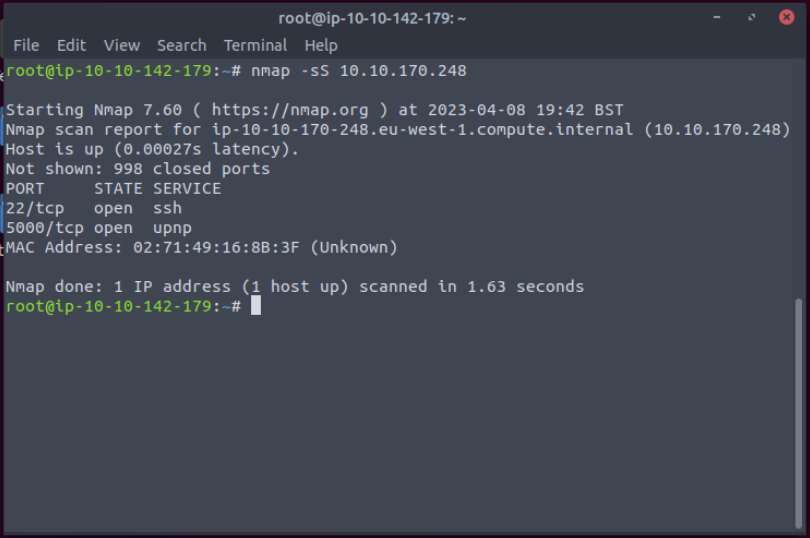 root@ip-10-10-142-179: ~
File Edit View Search Terminal Help
root@ip-10-10-142-179:~# nmap -sS 10.10.170.248
Starting Nmap 7.60 ( https://nmap.org ) at 2023-04-08 19:42 BST
Nmap scan report for ip-10-10-170-248.eu-west-1.compute.internal (10.10.170.248)
Host is up (0.00027s latency).
Not shown: 998 closed ports
PORT     STATE SERVICE
22/tcp   open  ssh
5000/tcp open  upnp
MAC Address: 02:71:49:16:8B:3F (Unknown)
Nmap done: 1 IP address (1 host up) scanned in 1.63 seconds
root@ip-10-10-142-179:~#